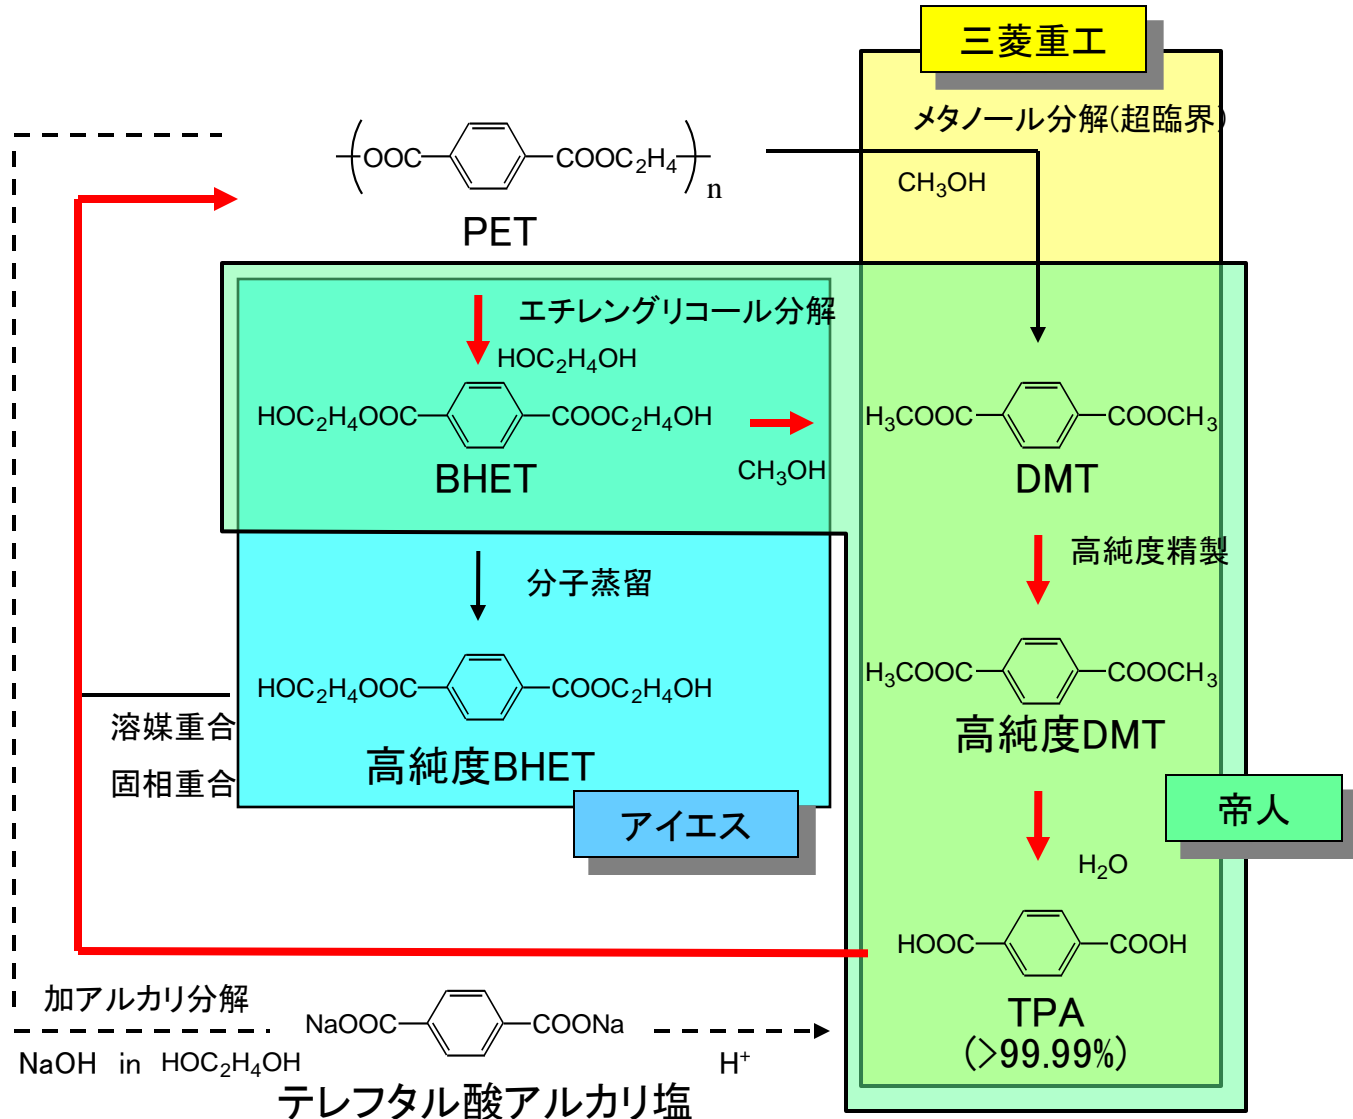 三菱重工
メタノール分解(超臨界)
CH₃OH
OOC COOC₂H₄ n
PET
エチレングリコール分解
HOC₂H₄OH
HOC₂H₄OOC COOC₂H₄OH
BHET
CH₃OH
H₃COOC COOCH₃
DMT
高純度精製
分子蒸留
HOC₂H₄OOC COOC₂H₄OH
高純度BHET
H₃COOC COOCH₃
高純度DMT
溶媒重合
固相重合
アイエス
帝人
H₂O
HOOC COOH
TPA
(>99.99%)
加アルカリ分解
NaOH in HOC₂H₄OH
NaOOC COONa
H⁺
テレフタル酸アルカリ塩